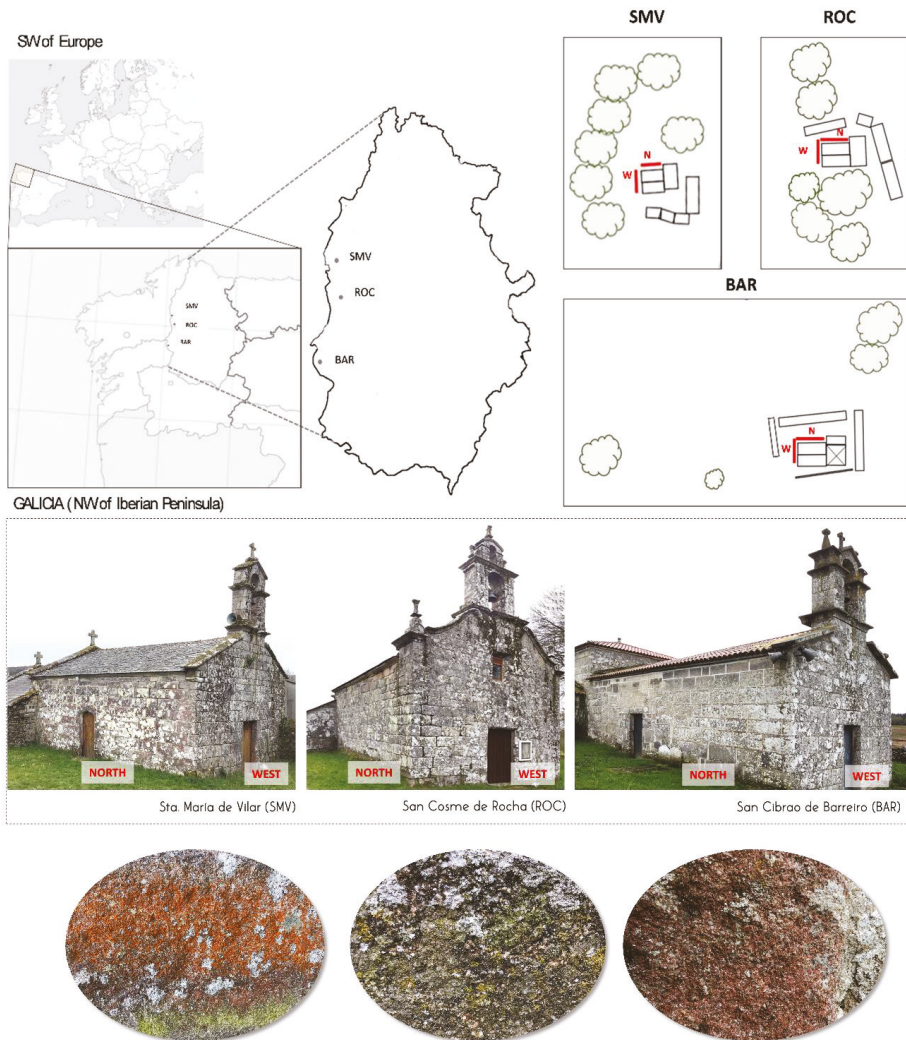 SW of Europe
SMV
ROC
BAR
SMV
ROC
BAR
GALICIA ( NW of Iberian Peninsula)
SMV
N
W
ROC
N
W
BAR
N
W
NORTH
WEST
Sta. María de Vilar (SMV)
NORTH
WEST
San Cosme de Rocha (ROC)
NORTH
WEST
San Cibrao de Barreiro (BAR)